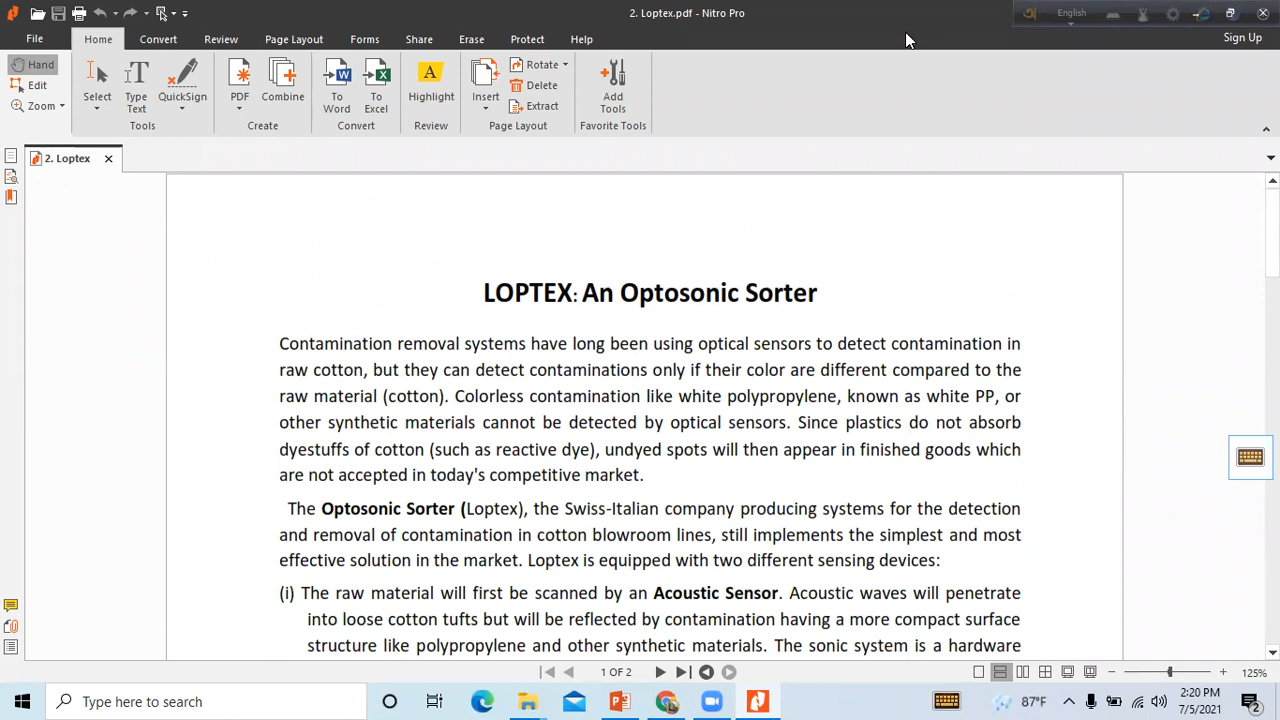 2. Loptex.pdf - Nitro Pro
English
File
Home
Convert
Review
Page Layout
Forms
Share
Erase
Protect
Help
Sign Up
Hand
Edit
Zoom
Select
Type Text
QuickSign
Tools
PDF
Combine
Create
To Word
To Excel
Convert
Highlight
Review
Insert
Rotate
Delete
Extract
Page Layout
Add Tools
Favorite Tools
2. Loptex
LOPTEX: An Optosonic Sorter
Contamination removal systems have long been using optical sensors to detect contamination in
raw cotton, but they can detect contaminations only if their color are different compared to the
raw material (cotton). Colorless contamination like white polypropylene, known as white PP, or
other synthetic materials cannot be detected by optical sensors. Since plastics do not absorb
dyestuffs of cotton (such as reactive dye), undyed spots will then appear in finished goods which
are not accepted in today's competitive market.
The Optosonic Sorter (Loptex), the Swiss-Italian company producing systems for the detection
and removal of contamination in cotton blowroom lines, still implements the simplest and most
effective solution in the market. Loptex is equipped with two different sensing devices:
(i) The raw material will first be scanned by an Acoustic Sensor. Acoustic waves will penetrate
into loose cotton tufts but will be reflected by contamination having a more compact surface
structure like polypropylene and other synthetic materials. The sonic system is a hardware
1 OF 2
125%
Type here to search
87°F
2:20 PM
7/5/2021
2